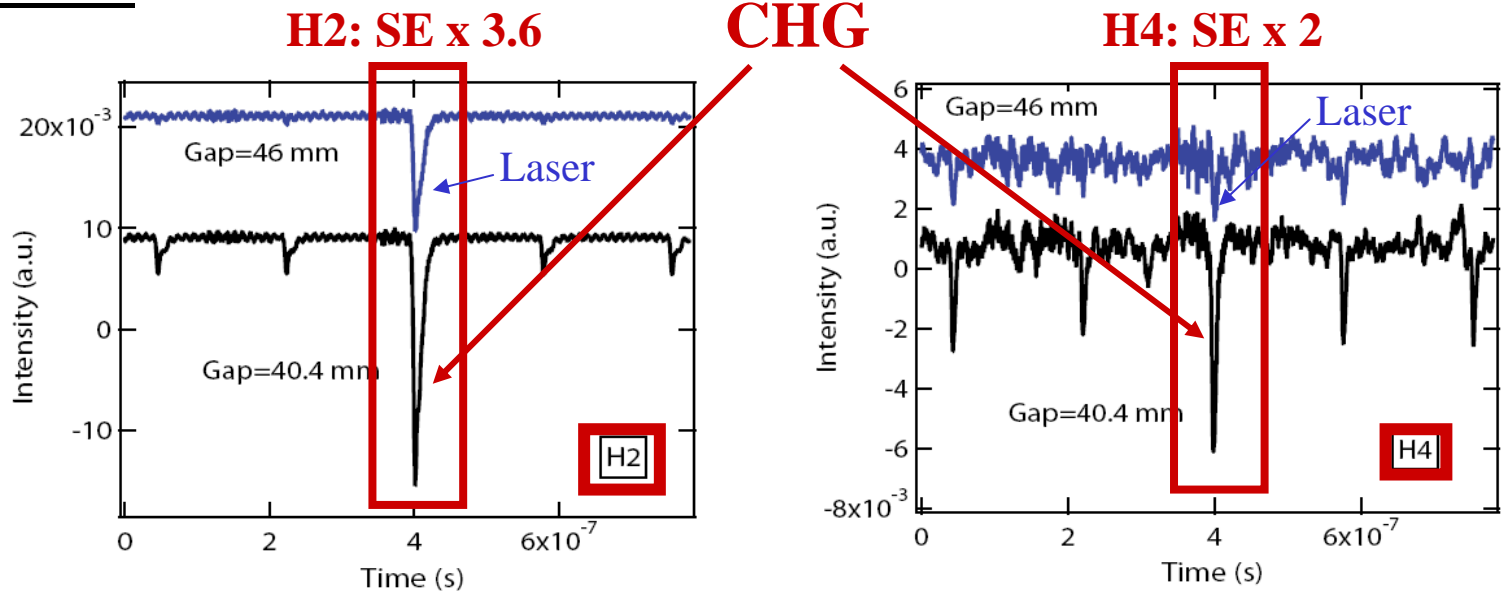 H2: SE x 3.6
CHG
H4: SE x 2
20x10-3
10
0
-10
Intensity (a.u.)
Gap=46 mm
Laser
Gap=40.4 mm
H2
0
2
4
6x10-7
Time (s)
6
4
2
0
-2
-4
-6
-8x10-3
Intensity (a.u.)
Gap=46 mm
Laser
Gap=40.4 mm
H4
0
2
4
6x10-7
Time (s)